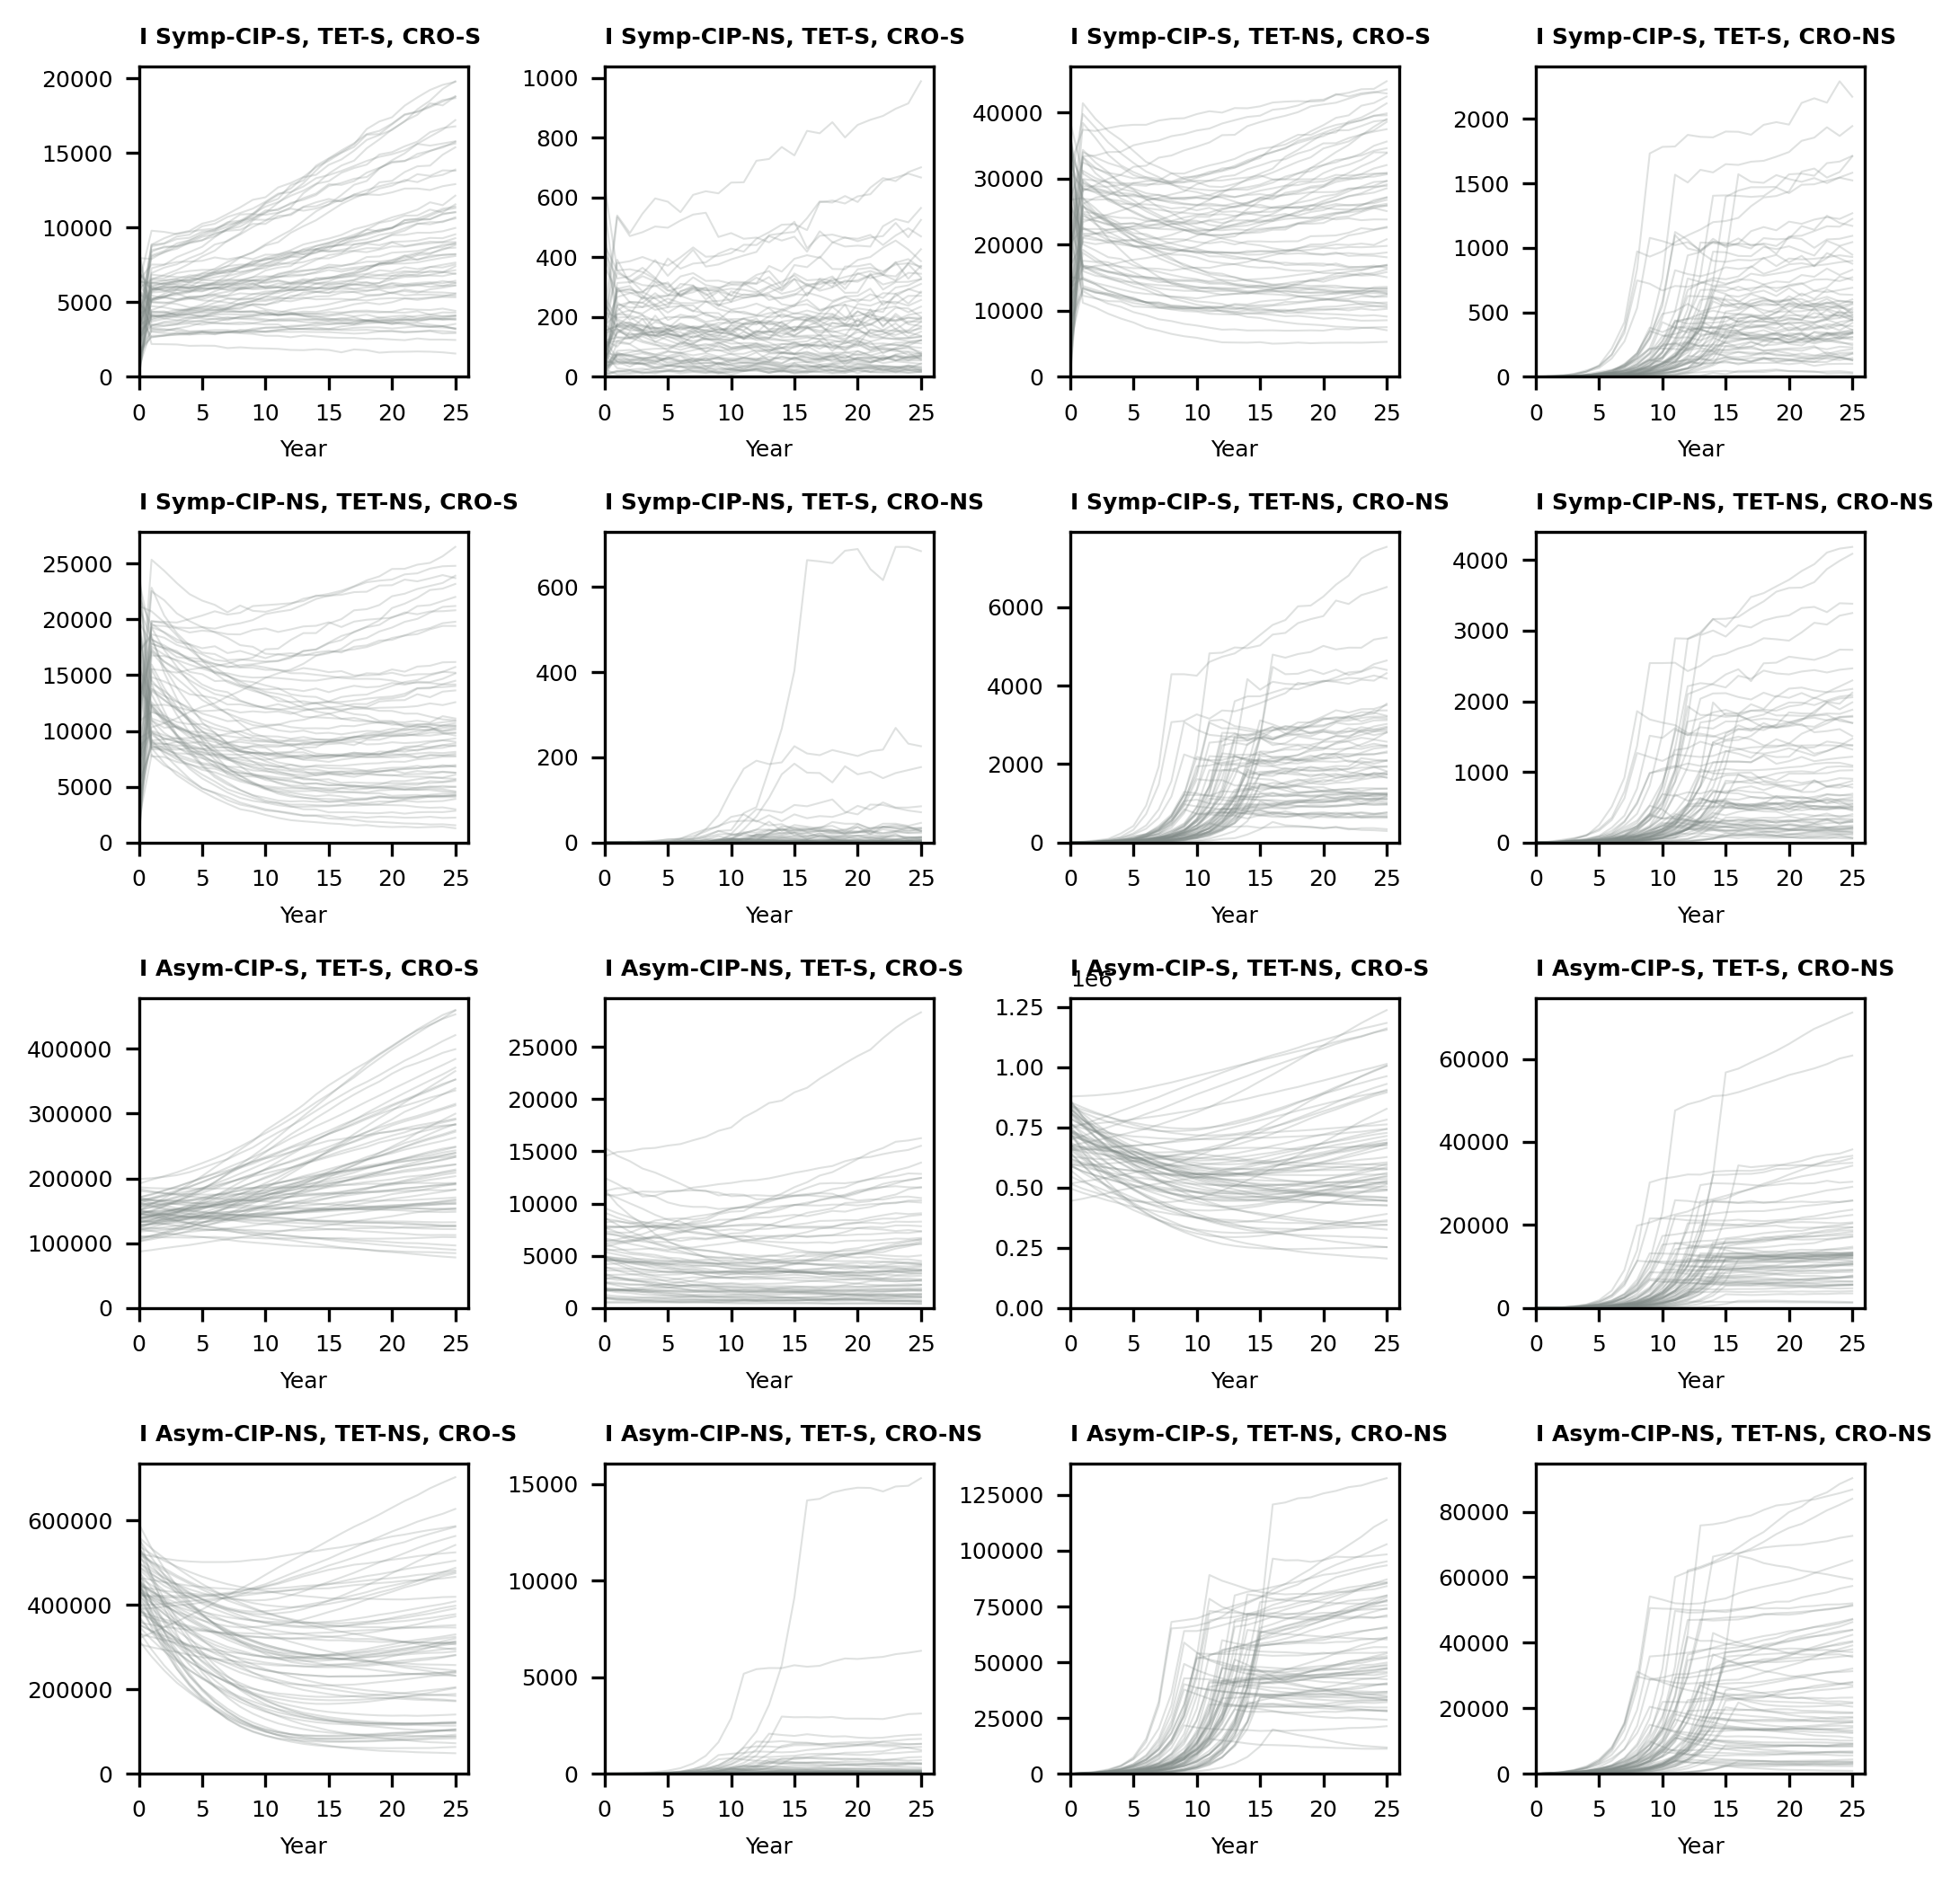 I Symp-CIP-S, TET-S, CRO-S
20000
15000
10000
5000
0
0 5 10 15 20 25
Year
I Symp-CIP-NS, TET-S, CRO-S
1000
800
600
400
200
0
0 5 10 15 20 25
Year
I Symp-CIP-S, TET-NS, CRO-S
40000
30000
20000
10000
0
0 5 10 15 20 25
Year
I Symp-CIP-S, TET-S, CRO-NS
2000
1500
1000
500
0
0 5 10 15 20 25
Year
I Symp-CIP-NS, TET-NS, CRO-S
25000
20000
15000
10000
5000
0
0 5 10 15 20 25
Year
I Symp-CIP-NS, TET-S, CRO-NS
600
400
200
0
0 5 10 15 20 25
Year
I Symp-CIP-S, TET-NS, CRO-NS
6000
4000
2000
0
0 5 10 15 20 25
Year
I Symp-CIP-NS, TET-NS, CRO-NS
4000
3000
2000
1000
0
0 5 10 15 20 25
Year
I Asym-CIP-S, TET-S, CRO-S
400000
300000
200000
100000
0
0 5 10 15 20 25
Year
I Asym-CIP-NS, TET-S, CRO-S
25000
20000
15000
10000
5000
0
0 5 10 15 20 25
Year
I Asym-CIP-S, TET-NS, CRO-S
1e6
1.25
1.00
0.75
0.50
0.25
0.00
0 5 10 15 20 25
Year
I Asym-CIP-S, TET-S, CRO-NS
60000
40000
20000
0
0 5 10 15 20 25
Year
I Asym-CIP-NS, TET-NS, CRO-S
600000
400000
200000
0
0 5 10 15 20 25
Year
I Asym-CIP-NS, TET-S, CRO-NS
15000
10000
5000
0
0 5 10 15 20 25
Year
I Asym-CIP-S, TET-NS, CRO-NS
125000
100000
75000
50000
25000
0
0 5 10 15 20 25
Year
I Asym-CIP-NS, TET-NS, CRO-NS
80000
60000
40000
20000
0
0 5 10 15 20 25
Year